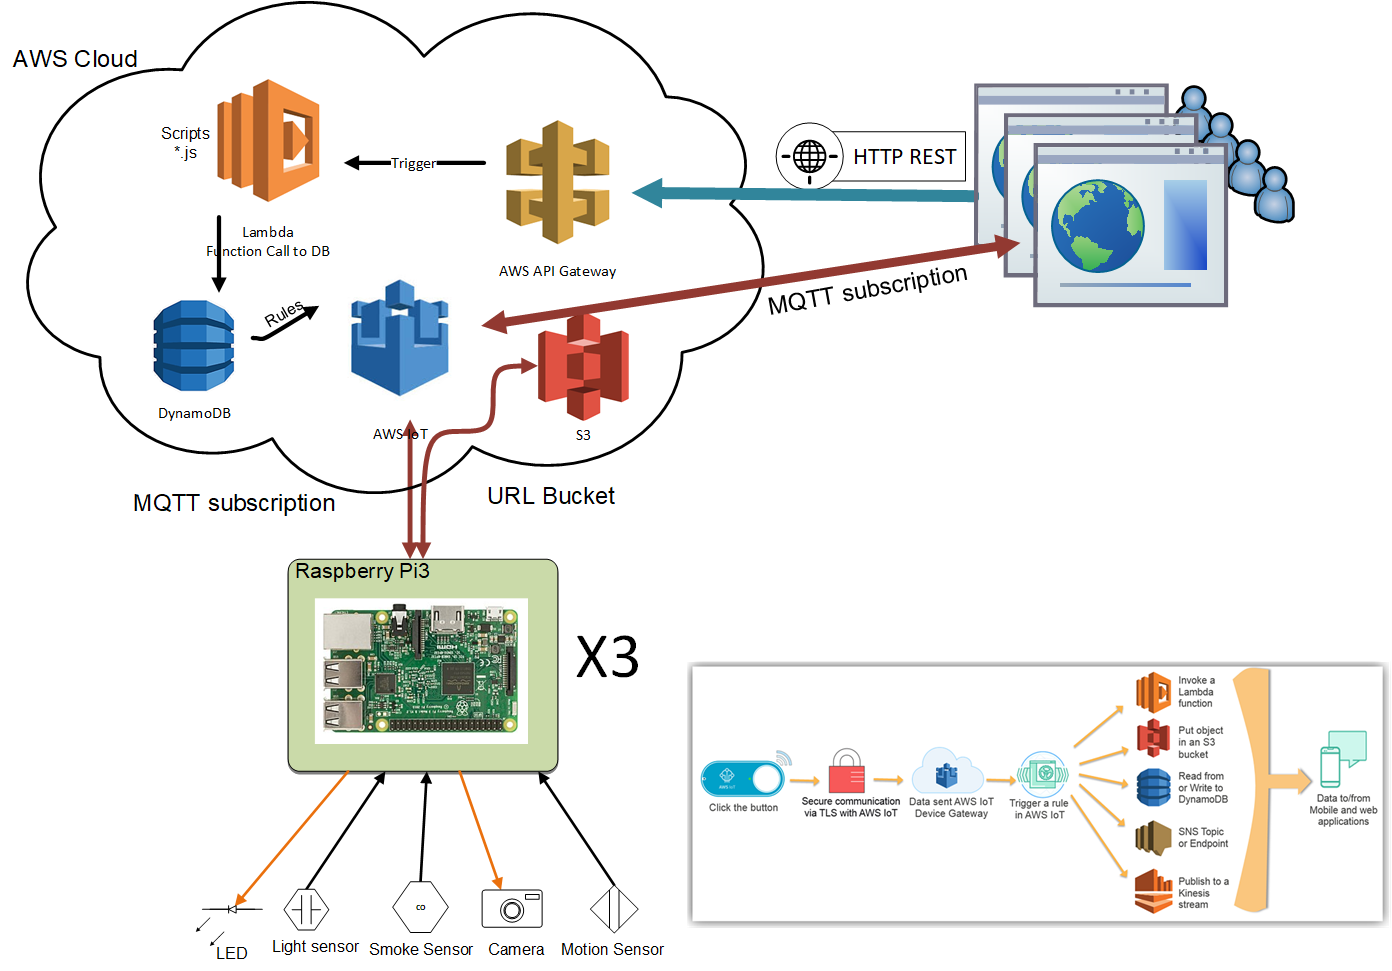 AWS Cloud
Scripts
*.js
Trigger
HTTP REST
Lambda
Function Call to DB
AWS API Gateway
MQTT subscription
Rules
DynamoDB
AWS IoT
S3
MQTT subscription
URL Bucket
Raspberry Pi3
HDMI
X3
LED
Light sensor
CO
Smoke Sensor
Camera
Motion Sensor
AWS IOT
Click the button
Secure communication
via TLS with AWS IoT
Data sent AWS IoT
Device Gateway
Trigger a rule
in AWS IoT
Invoke a
Lambda
function
Put object
in an S3
bucket
Read from
or Write to
DynamoDB
SNS Topic
or Endpoint
Publish to a
Kinesis
stream
Data to/from
Mobile and web
applications